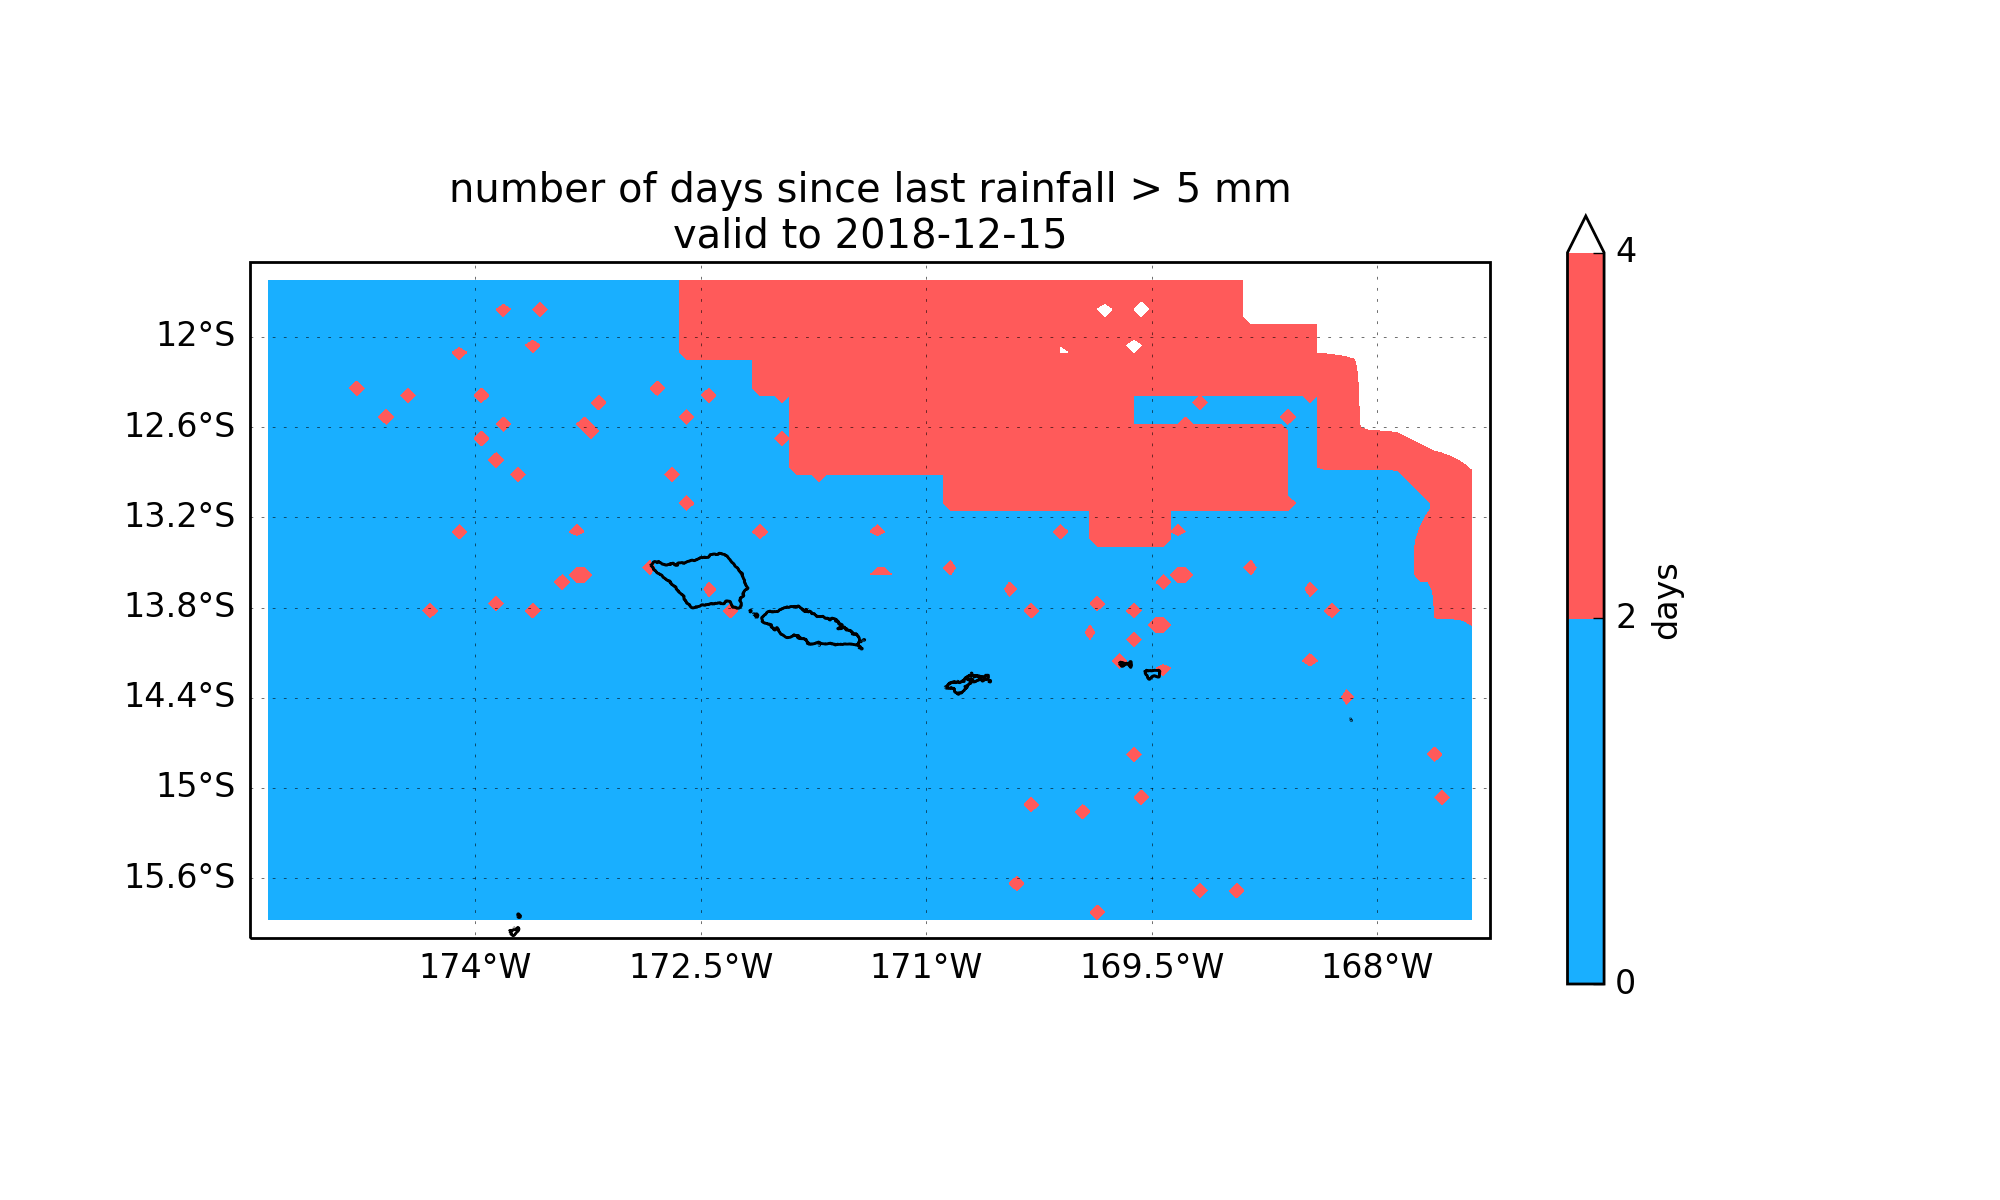 number of days since last rainfall > 5 mm
valid to 2018-12-15
12°S
12.6°S
13.2°S
13.8°S
14.4°S
15°S
15.6°S
174°W
172.5°W
171°W
169.5°W
168°W
4
2
0
days